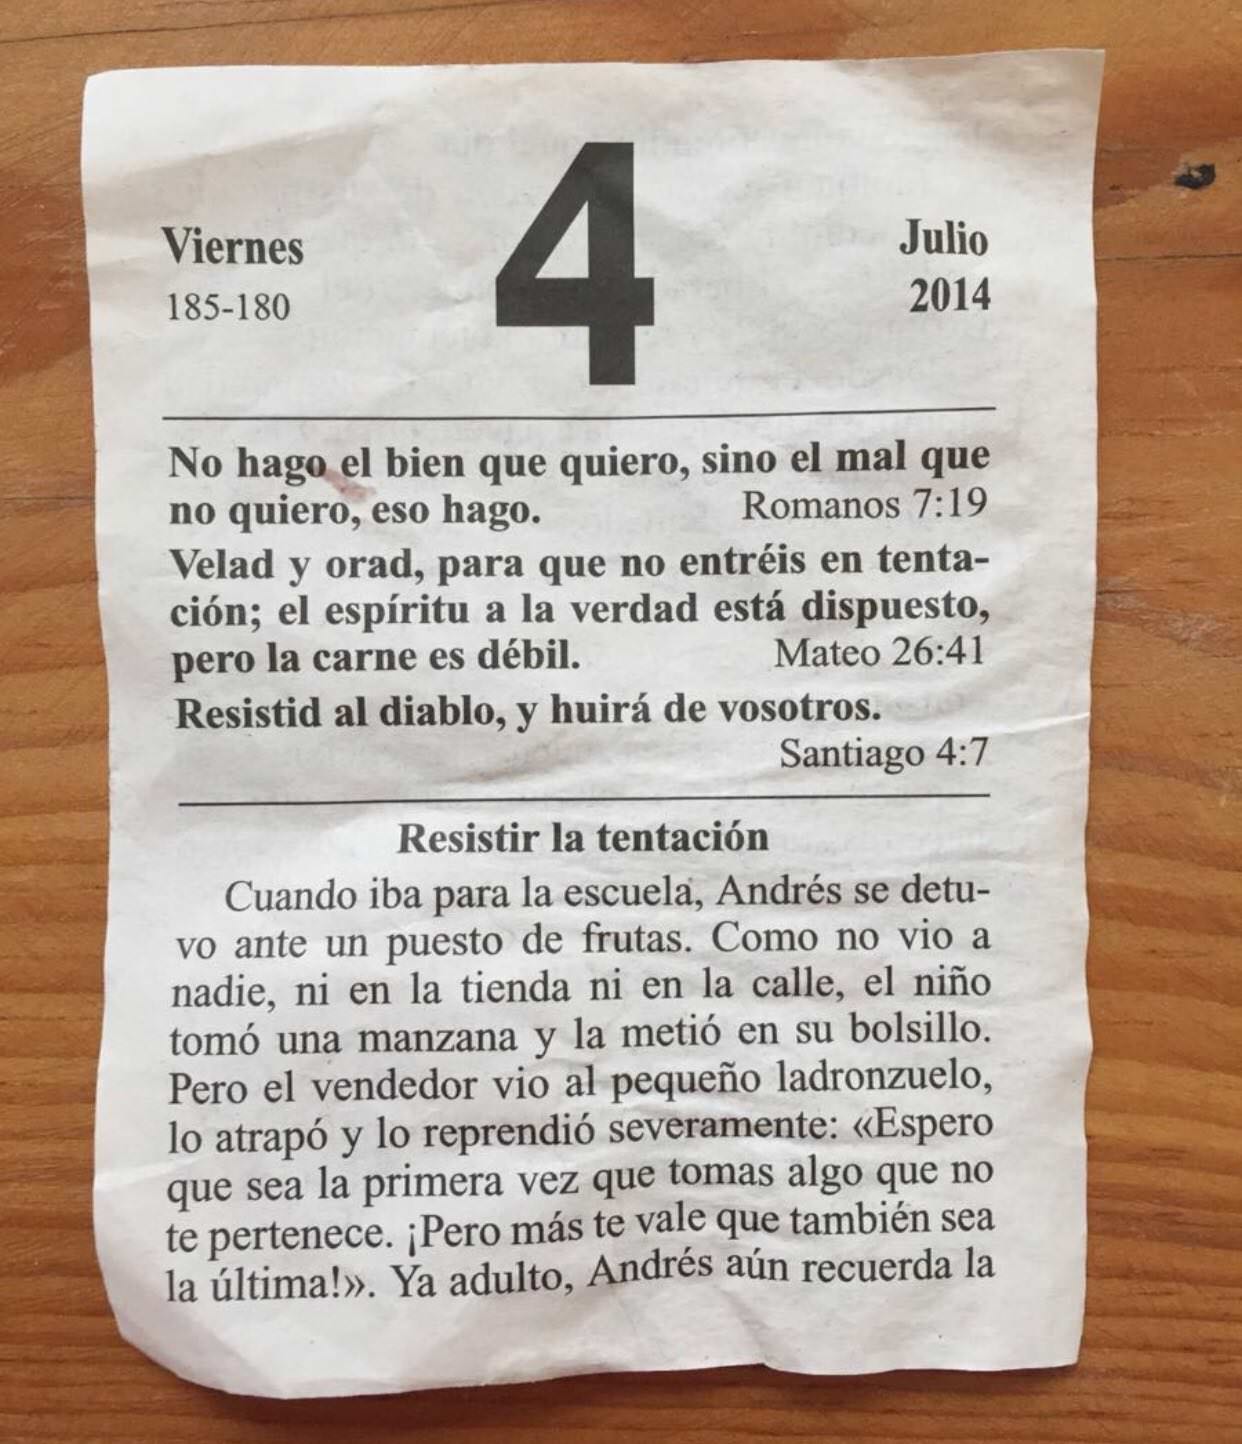 4
Viernes
185-180
Julio
2014
No hago el bien que quiero, sino el mal que
no quiero, eso hago. Romanos 7:19
Velad y orad, para que no entréis en tenta-
ción; el espíritu a la verdad está dispuesto,
pero la carne es débil. Mateo 26:41
Resistid al diablo, y huirá de vosotros.
Santiago 4:7
Resistir la tentación
Cuando iba para la escuela, Andrés se detu-
vo ante un puesto de frutas. Como no vio a
nadie, ni en la tienda ni en la calle, el niño
tomó una manzana y la metió en su bolsillo.
Pero el vendedor vio al pequeño ladronzuelo,
lo atrapó y lo reprendió severamente: «Espero
que sea la primera vez que tomas algo que no
te pertenece. ¡Pero más te vale que también sea
la última!». Ya adulto, Andrés aún recuerda la